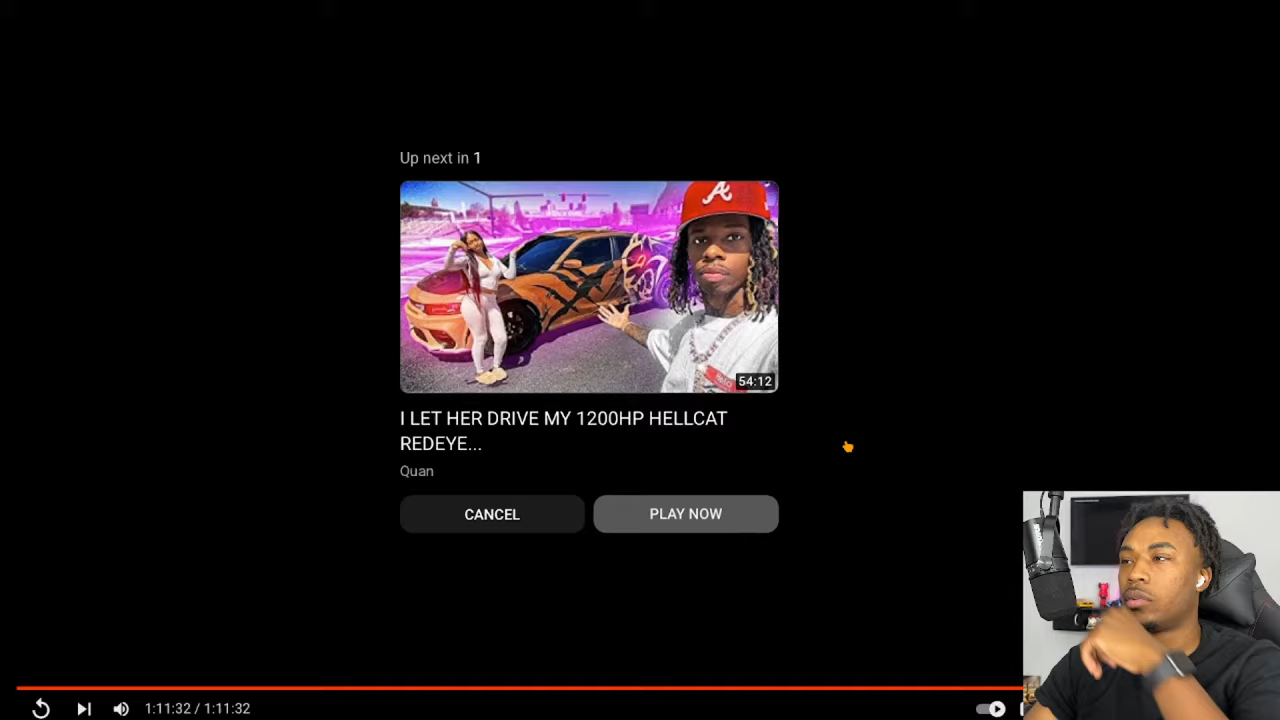 Up next in 1
A
54:12
I LET HER DRIVE MY 1200HP HELLCAT
REDEYE...
Quan
CANCEL
PLAY NOW
1:11:32 / 1:11:32